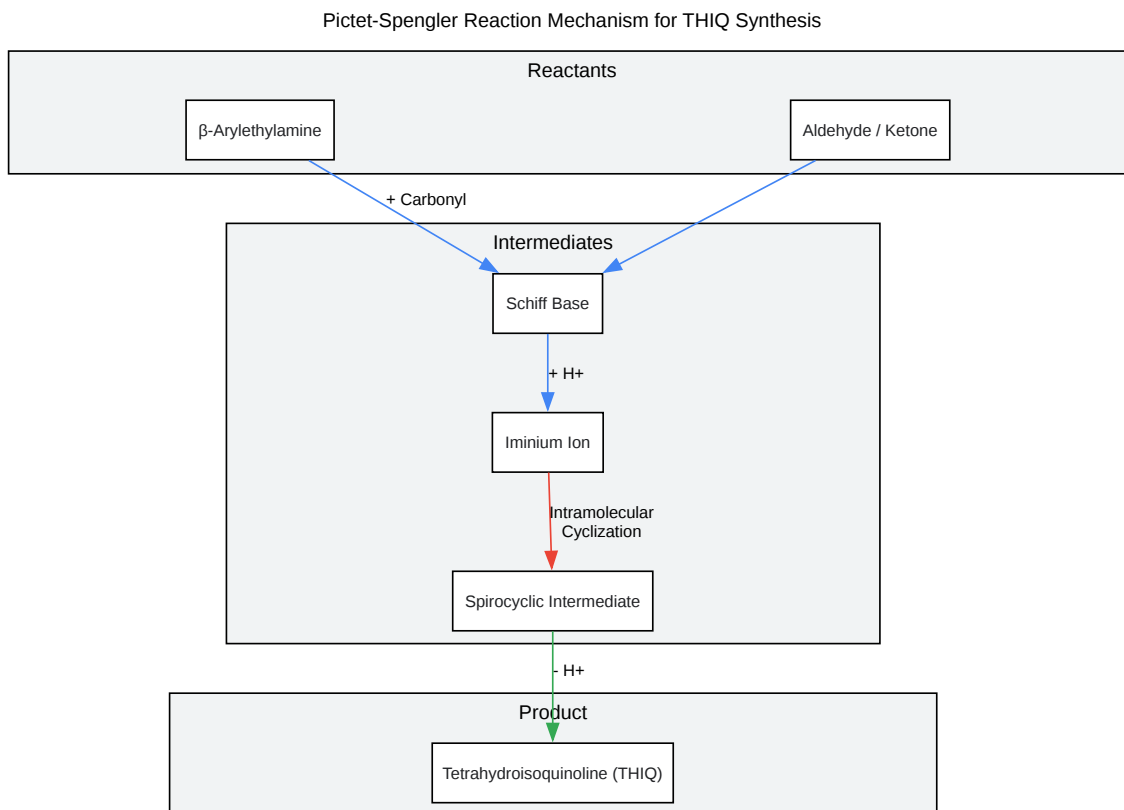 Pictet-Spengler Reaction Mechanism for THIQ Synthesis
Reactants
β-Arylethylamine
Aldehyde / Ketone
+ Carbonyl
Intermediates
Schiff Base
+ H+
Iminium Ion
Intramolecular
Cyclization
Spirocyclic Intermediate
- H+
Product
Tetrahydroisoquinoline (THIQ)